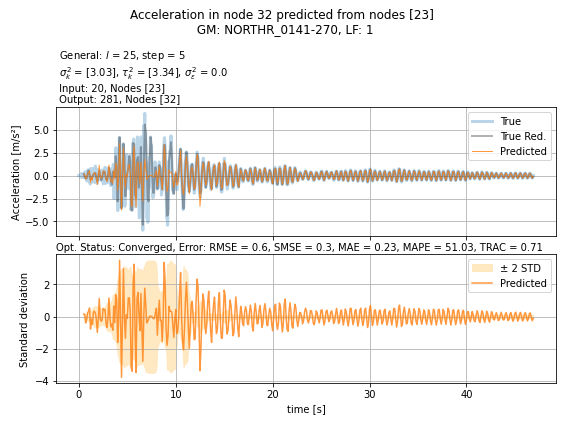 Acceleration in node 32 predicted from nodes [23]
GM: NORTHR_0141-270, LF: 1
General: l = 25, step = 5
σ²ₖ = [3.03], τ²ₖ = [3.34], σ²ε = 0.0
Input: 20, Nodes [23]
Output: 281, Nodes [32]
Acceleration [m/s²]
5.0
2.5
0.0
−2.5
−5.0
True
True Red.
Predicted
Opt. Status: Converged, Error: RMSE = 0.6, SMSE = 0.3, MAE = 0.23, MAPE = 51.03, TRAC = 0.71
Standard deviation
2
0
−2
−4
± 2 STD
Predicted
0
10
20
30
40
time [s]